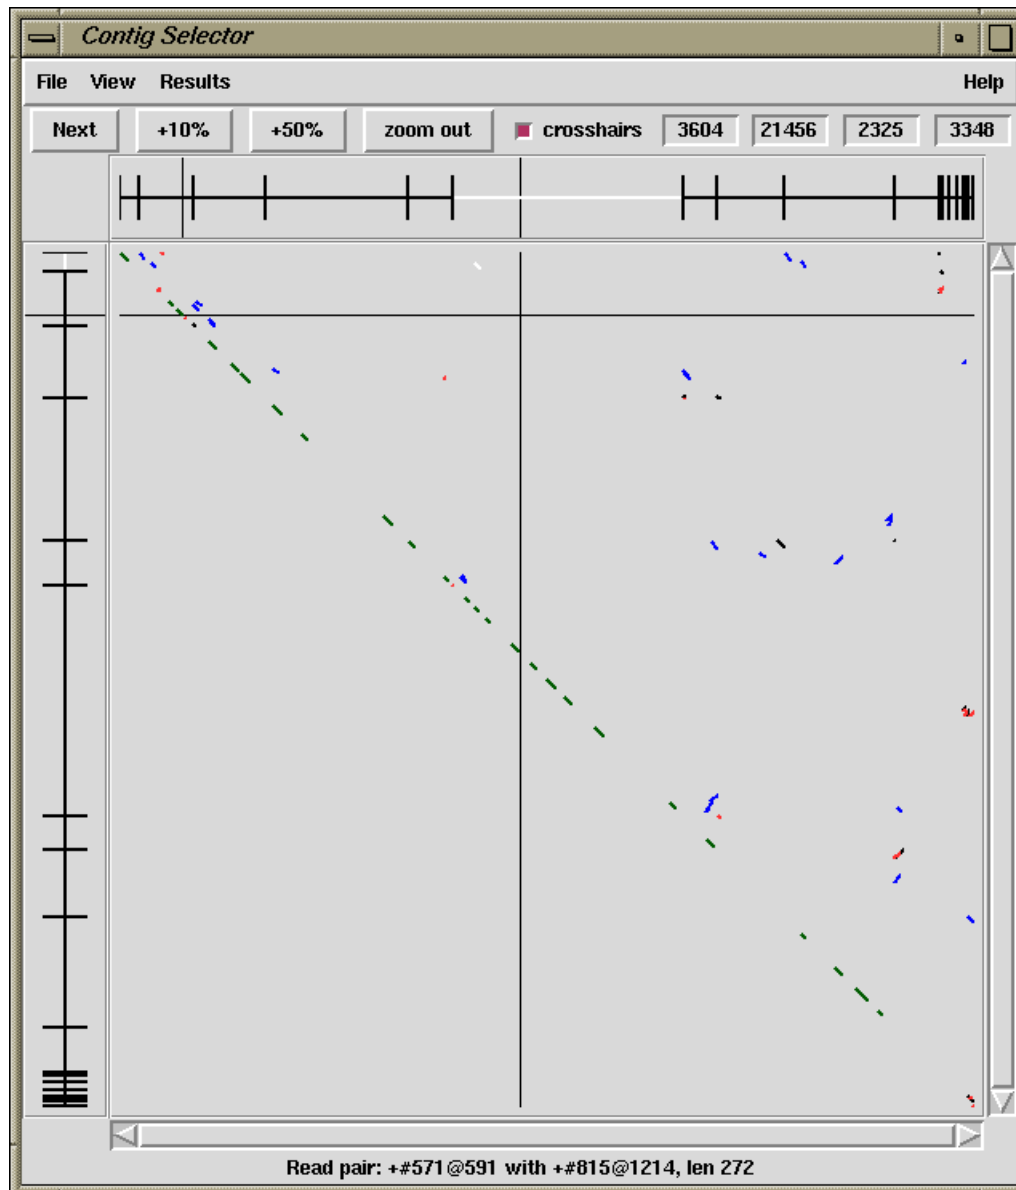 Contig Selector
File View Results Help
Next +10% +50% zoom out crosshairs 3604 21456 2325 3348
Read pair: +#571@591 with +#815@1214, len 272